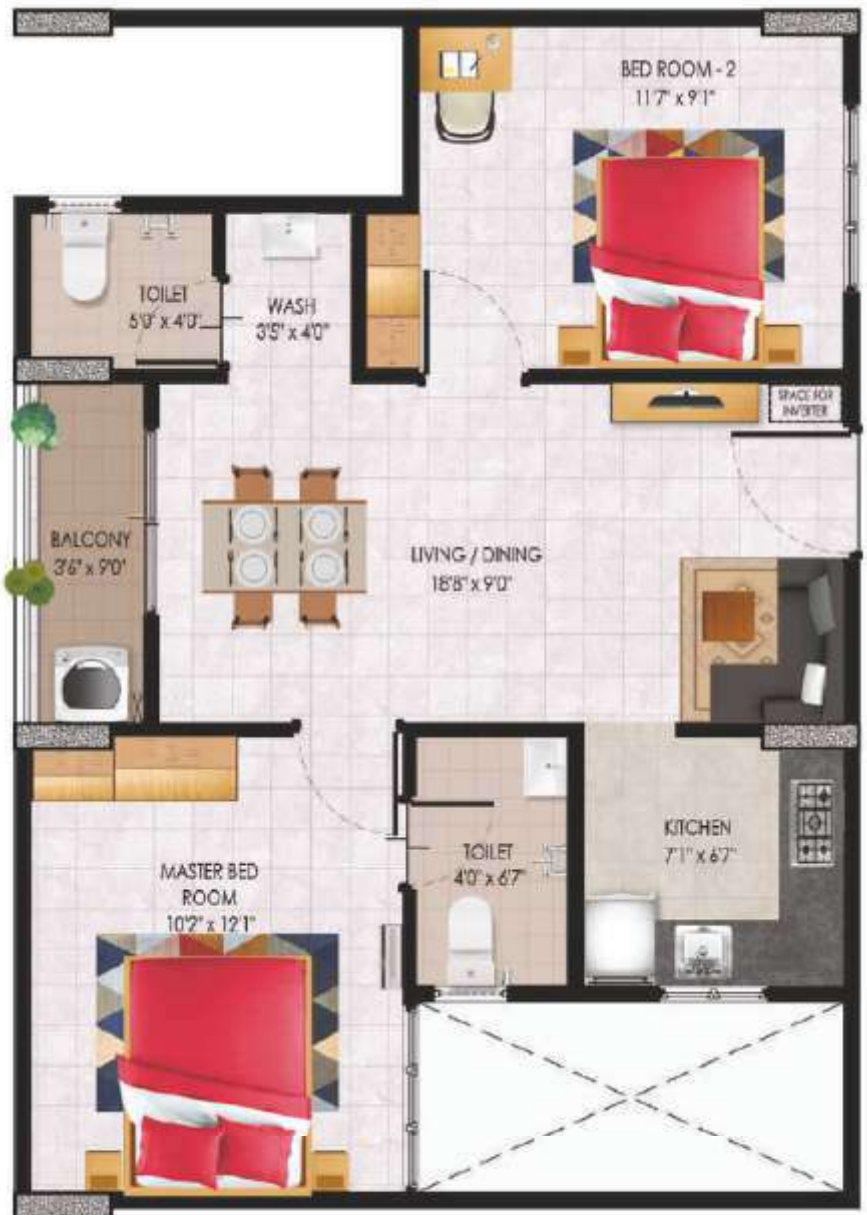 BED ROOM - 2
11'7" x 9'1"
TOILET
5'0" x 4'0"
WASH
3'5" x 4'0"
SPACE FOR
INVERTER
BALCONY
3'6" x 9'0"
LIVING / DINING
18'8" x 9'0"
KITCHEN
7'1" x 6'7"
TOILET
4'0" x 6'7"
MASTER BED
ROOM
10'2" x 12'1"